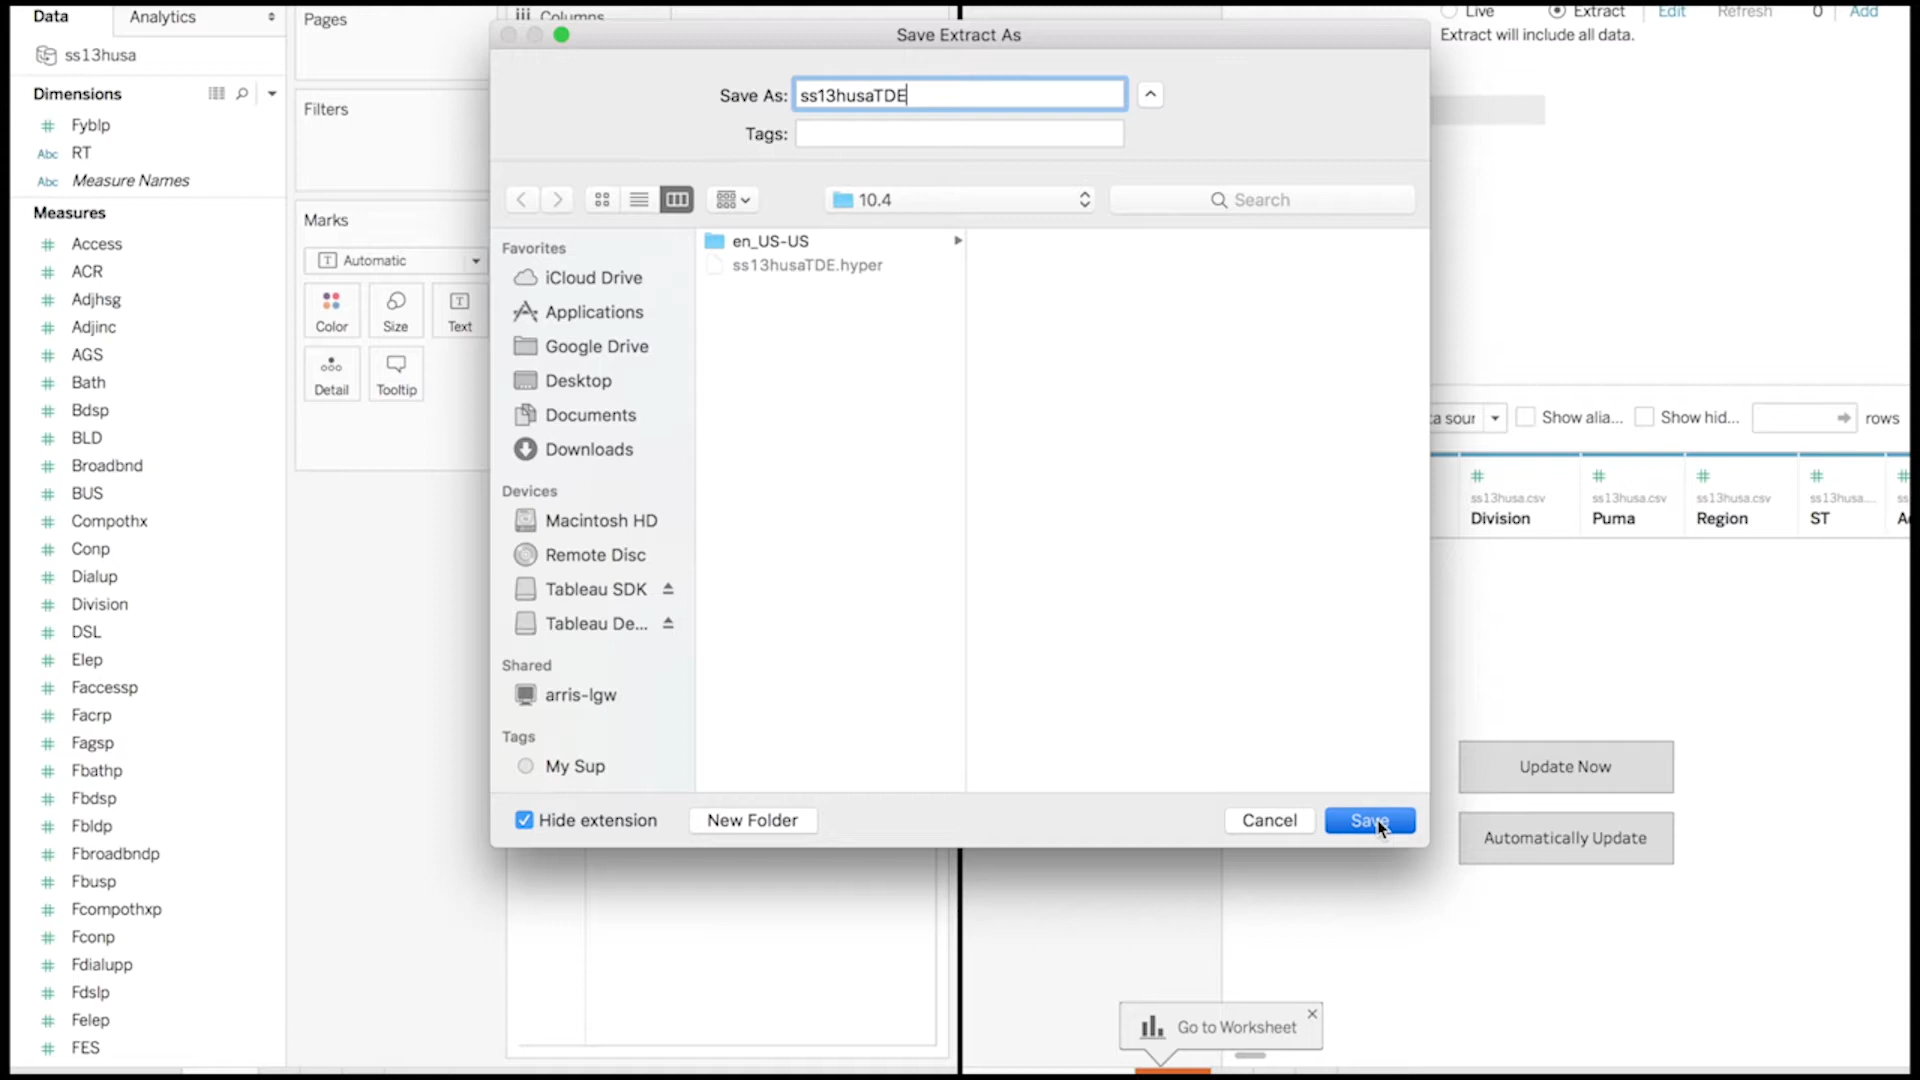 Data
Analytics
ss13husa
Dimensions
Fyblp
Abc RT
Abc Measure Names
Measures
Access
ACR
Adjhsg
Adjinc
AGS
Bath
Bdsp
BLD
Broadbnd
BUS
Compothx
Conp
Dialup
Division
DSL
Elep
Faccessp
Facrp
Fagsp
Fbathp
Fbdsp
Fbldp
Fbroadbndp
Fbusp
Fcompothxp
Fconp
Fdialupp
Fdslp
Felep
FES
Pages
Filters
Marks
Automatic
Color Size Text
Detail Tooltip
Columns
Save Extract As
Save As: ss13husaTDE
Tags:
10.4
Search
Favorites
iCloud Drive
Applications
Google Drive
Desktop
Documents
Downloads
Devices
Macintosh HD
Remote Disc
Tableau SDK
Tableau De...
Shared
arris-lgw
Tags
My Sup
en_US-US
ss13husaTDE.hyper
Hide extension
New Folder
Cancel
Save
Live Extract Edit Refresh 0 Add
Extract will include all data.
ta sour Show alia... Show hid... rows
# # # # #
ss13husa.csv ss13husa.csv ss13husa.csv ss13husa....
Division Puma Region ST
Update Now
Automatically Update
Go to Worksheet